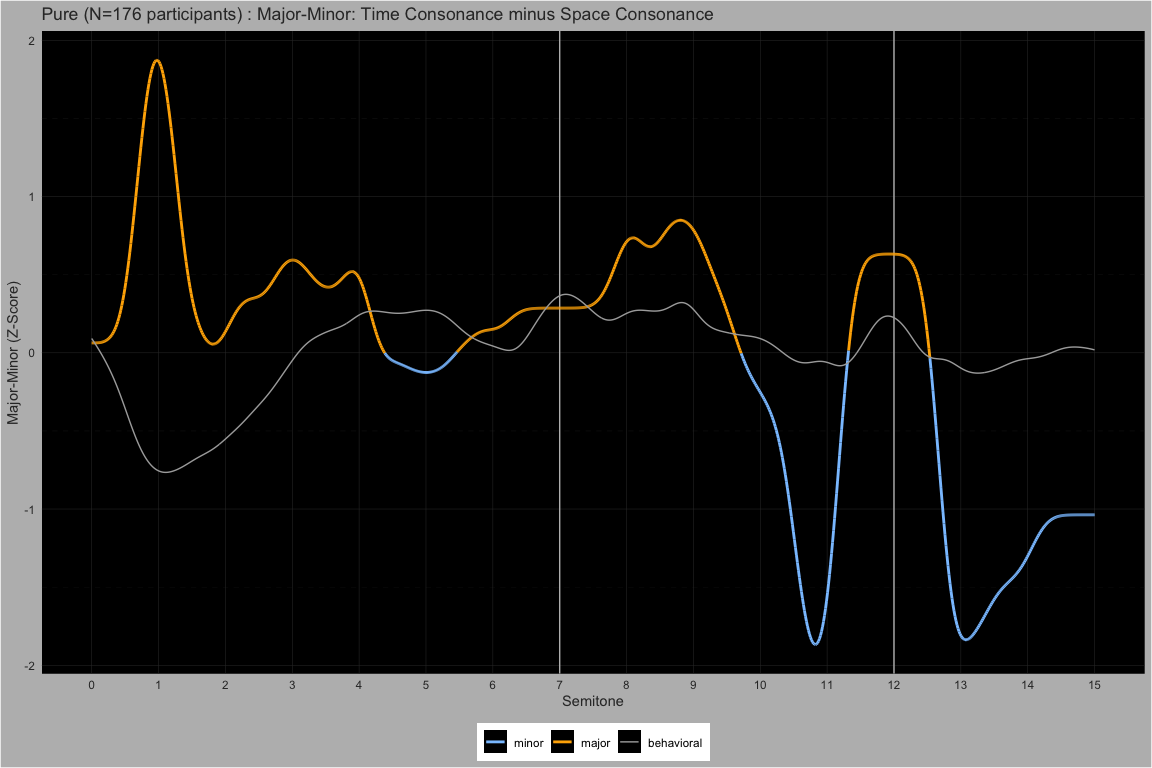 Pure (N=176 participants) : Major-Minor: Time Consonance minus Space Consonance
Major-Minor (Z-Score)
2
1
0
-1
-2
0 1 2 3 4 5 6 7 8 9 10 11 12 13 14 15
Semitone
minor major behavioral